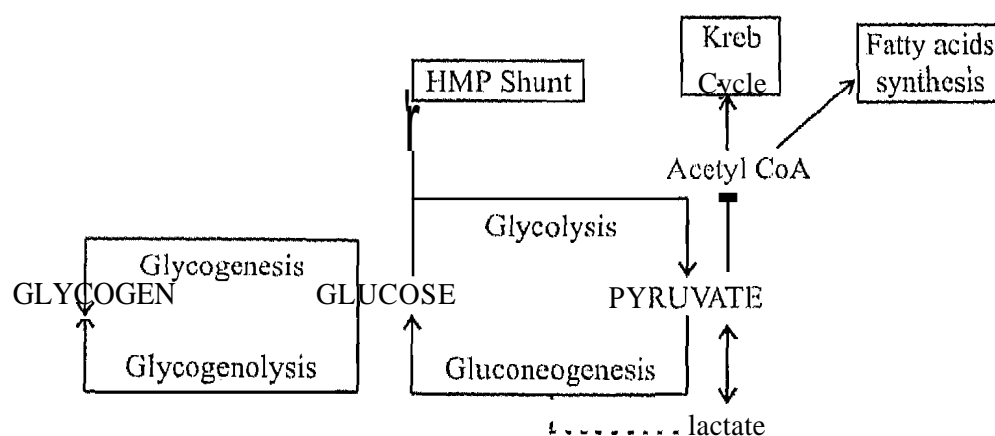 Kreb
Cycle
Fatty acids
synthesis
HMP Shunt
Acetyl CoA
Glycolysis
Glycogenesis
GLYCOGEN
GLUCOSE
PYRUVATE
Glycogenolysis
Gluconeogenesis
lactate